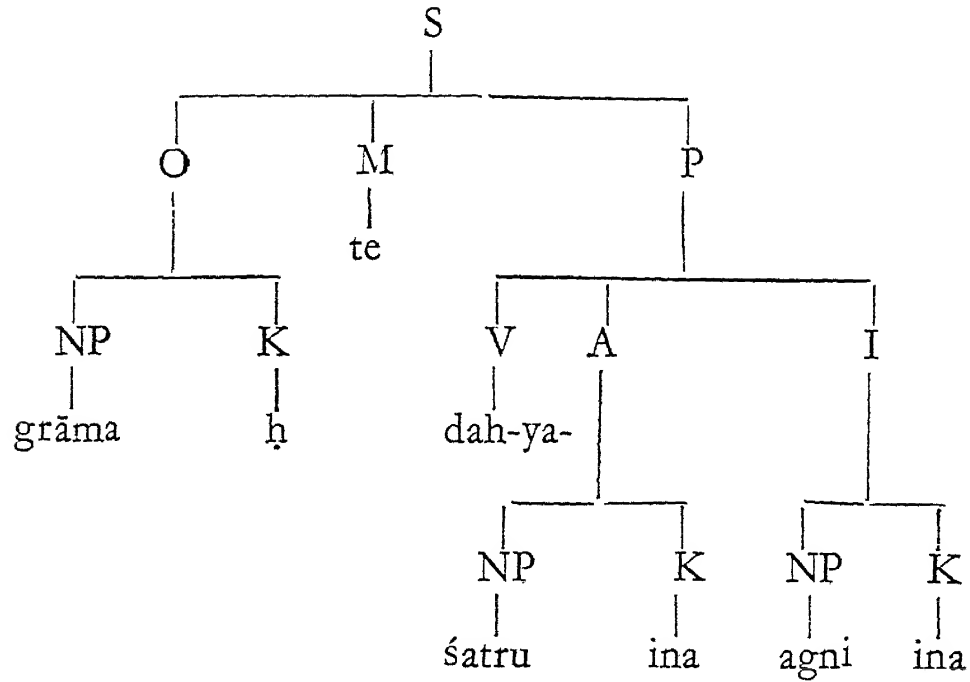 S
O M P
te
NP K V A I
grāma ḥ dah-ya-
NP K NP K
śatru ina agni ina